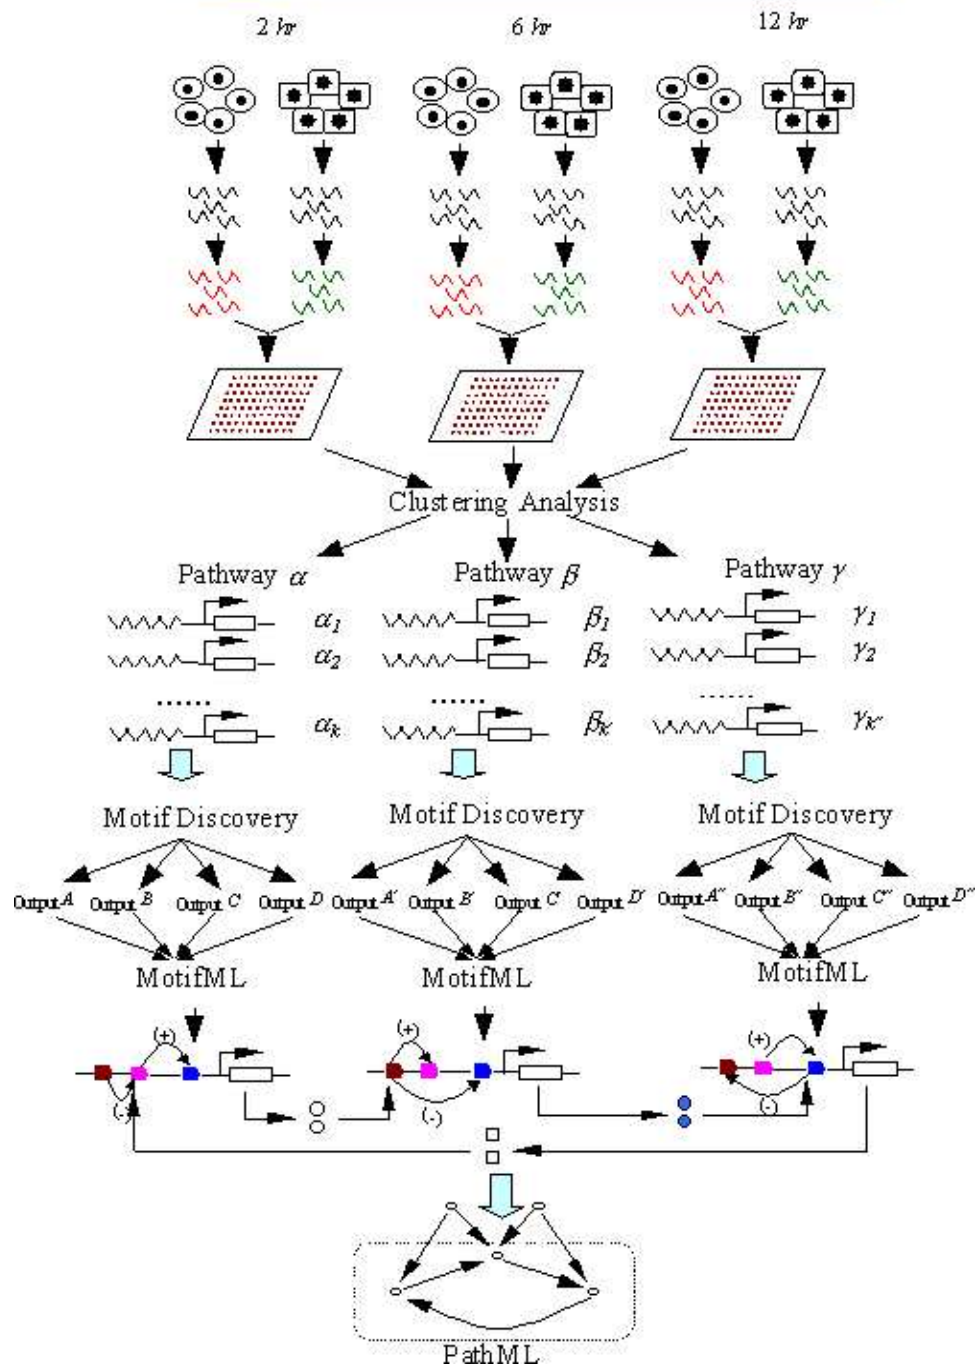 2 hr 6 hr 12 hr
Clustering Analysis
Pathway α Pathway β Pathway γ
α1 β1 γ1
α2 β2 γ2
...... ...... ......
αk βk' γk''
Motif Discovery Motif Discovery Motif Discovery
Output A Output B Output C Output D Output A' Output B' Output C' Output D' Output A'' Output B'' Output C'' Output D''
MotifML MotifML MotifML
(+) (+) (+)
(-) (-) (-)
PathML